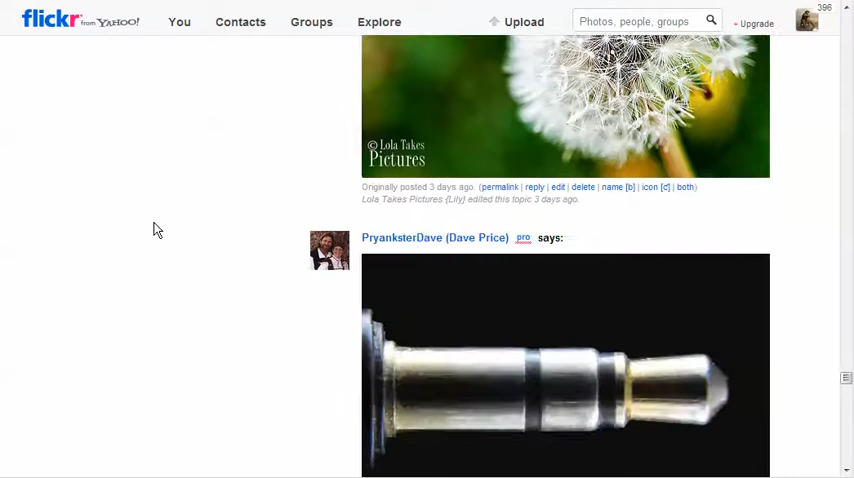 flickr from YAHOO! You Contacts Groups Explore Upload Photos, people, groups Upgrade 396
© Lola Takes
Pictures
Originally posted 3 days ago. (permalink | reply | edit | delete | name [b] | icon [c] | both)
Lola Takes Pictures {Lily} edited this topic 3 days ago.
PryanksterDave (Dave Price) pro says: